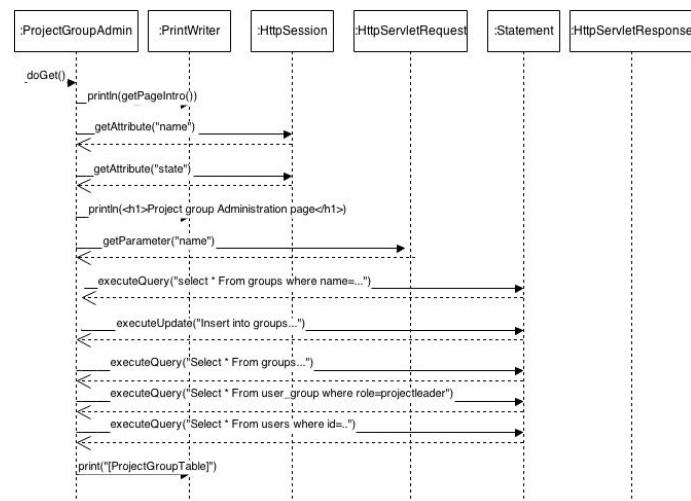 :ProjectGroupAdmin :PrintWriter :HttpSession :HttpServletRequest :Statement :HttpServletResponse
doGet()
println(getPageIntro())
getAttribute("name")
getAttribute("state")
println(<h1>Project group Administration page</h1>)
getParameter("name")
executeQuery("select * From groups where name=...")
executeUpdate("Insert into groups...")
executeQuery("Select * From groups...")
executeQuery("Select * From user_group where role=projectleader")
executeQuery("Select * From users where id=..")
print("[ProjectGroupTable]")